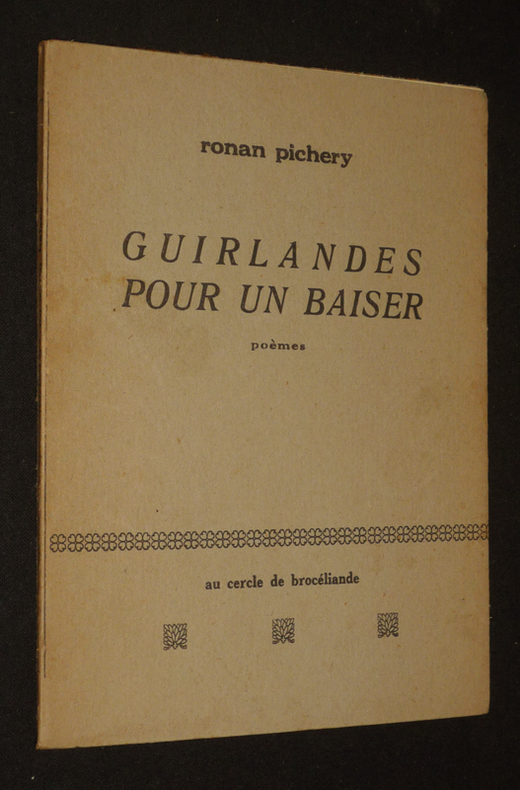 ronan pichery
GUIRLANDES
POUR UN BAISER
poèmes
au cercle de brocéliande